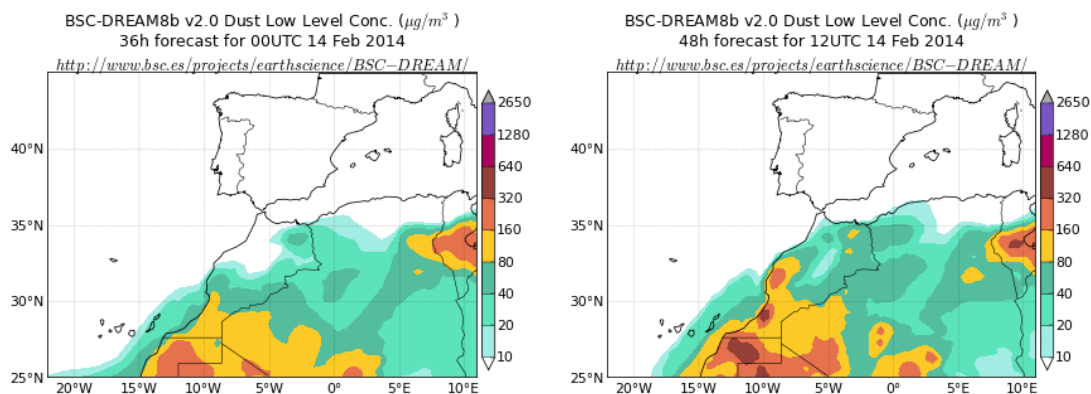 BSC-DREAM8b v2.0 Dust Low Level Conc. (μg/m³ )
36h forecast for 00UTC 14 Feb 2014
http://www.bsc.es/projects/earthscience/BSC−DREAM/
2650
1280
640
320
160
80
40
20
10
40°N
35°N
30°N
25°N
20°W 15°W 10°W 5°W 0° 5°E 10°E
BSC-DREAM8b v2.0 Dust Low Level Conc. (μg/m³ )
48h forecast for 12UTC 14 Feb 2014
http://www.bsc.es/projects/earthscience/BSC−DREAM/
2650
1280
640
320
160
80
40
20
10
40°N
35°N
30°N
25°N
20°W 15°W 10°W 5°W 0° 5°E 10°E